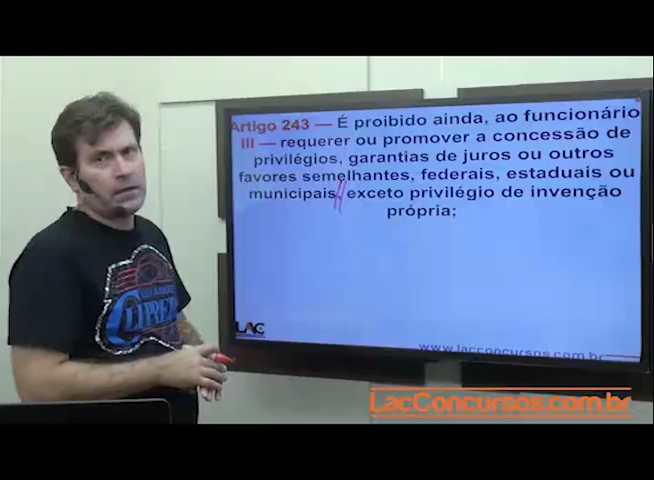 Artigo 243 — É proibido ainda, ao funcionário
III — requerer ou promover a concessão de
privilégios, garantias de juros ou outros
favores semelhantes, federais, estaduais ou
municipais, exceto privilégio de invenção
própria;
CLIPPERS
LAC
www.lacconcursos.com.br
LacConcursos.com.br